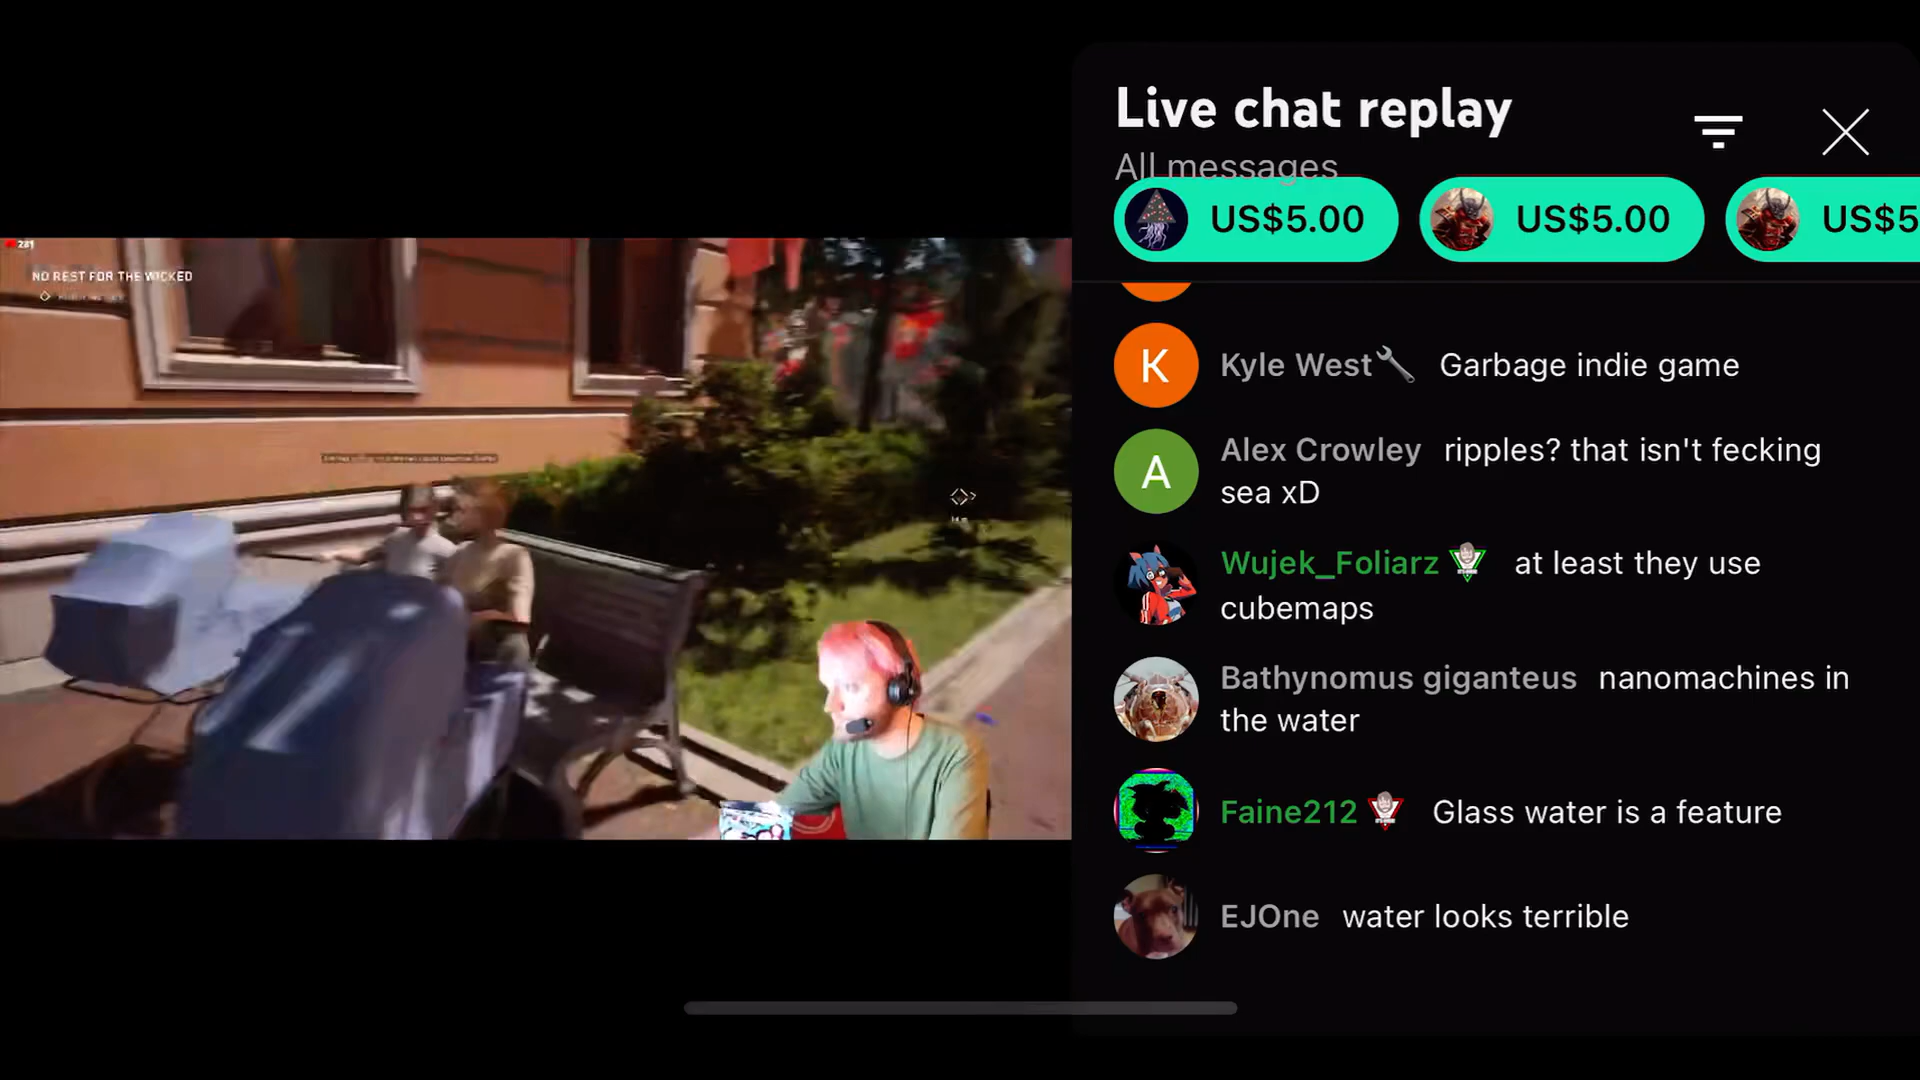 281
NO REST FOR THE WICKED
Live chat replay
All messages
US$5.00
US$5.00
US$5
K
Kyle West Garbage indie game
A
Alex Crowley ripples? that isn't fecking
sea xD
Wujek_Foliarz at least they use
cubemaps
Bathynomus giganteus nanomachines in
the water
Faine212 Glass water is a feature
EJOne water looks terrible